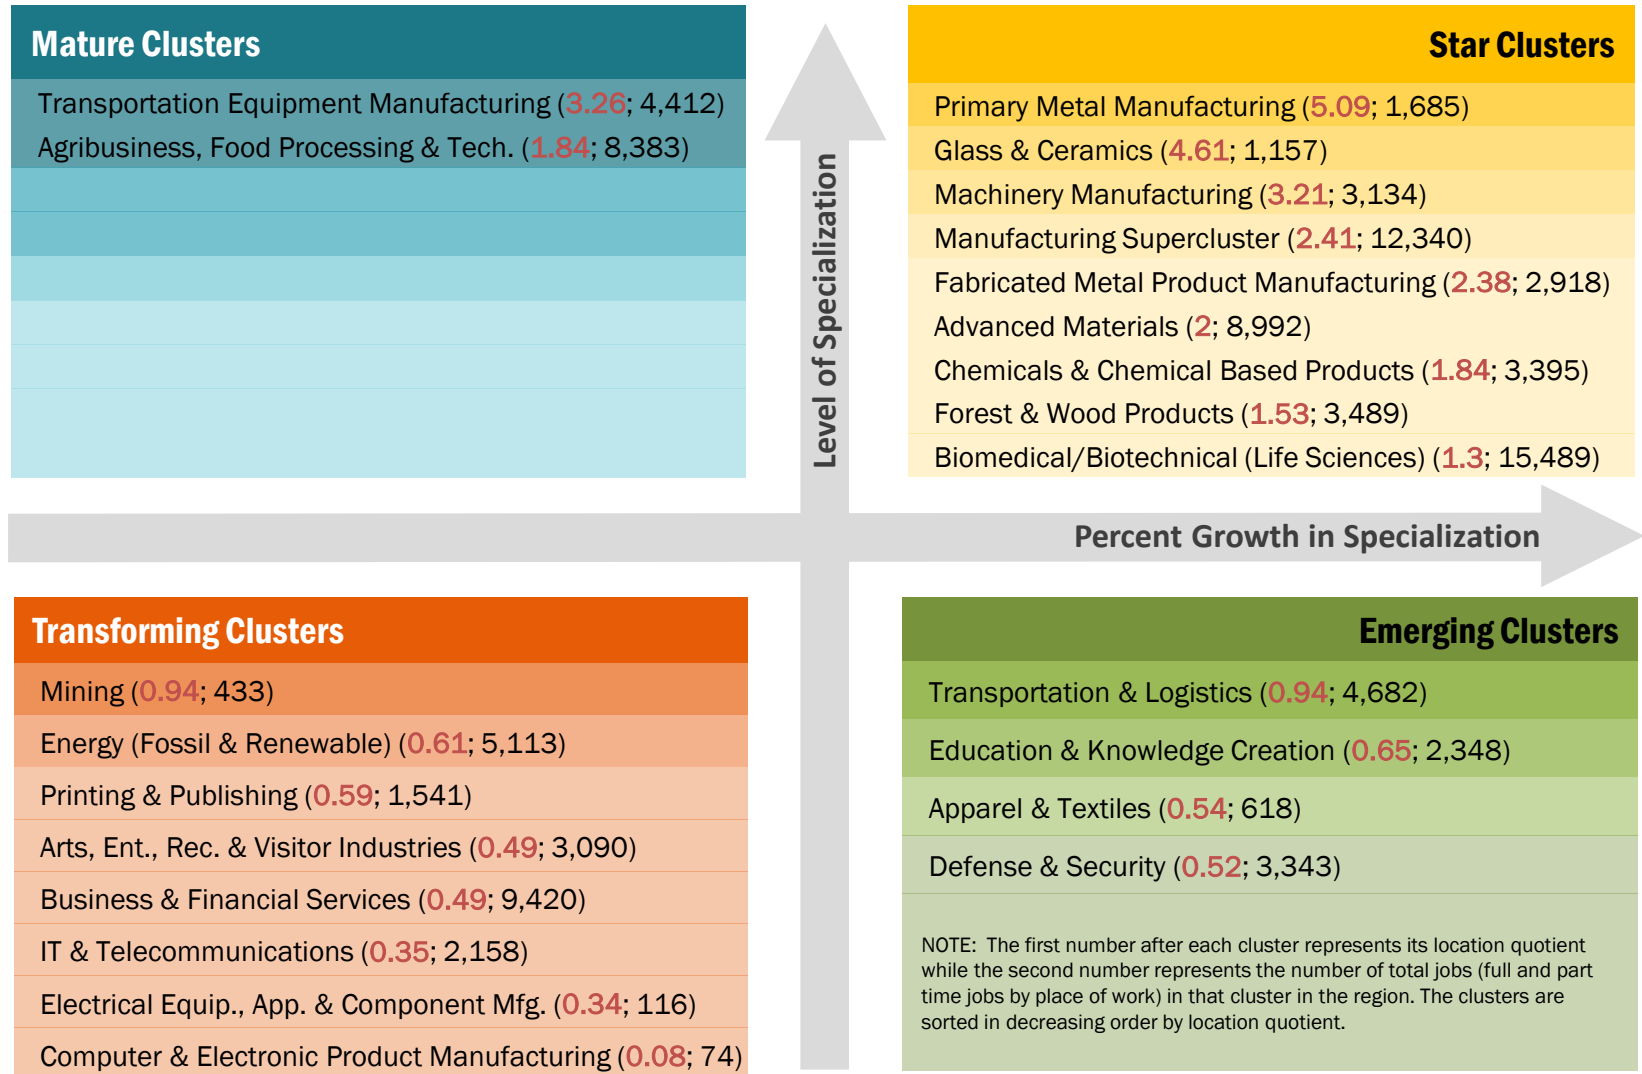 Mature Clusters
Transportation Equipment Manufacturing (3.26; 4,412)
Agribusiness, Food Processing & Tech. (1.84; 8,383)
Star Clusters
Primary Metal Manufacturing (5.09; 1,685)
Glass & Ceramics (4.61; 1,157)
Machinery Manufacturing (3.21; 3,134)
Manufacturing Supercluster (2.41; 12,340)
Fabricated Metal Product Manufacturing (2.38; 2,918)
Advanced Materials (2; 8,992)
Chemicals & Chemical Based Products (1.84; 3,395)
Forest & Wood Products (1.53; 3,489)
Biomedical/Biotechnical (Life Sciences) (1.3; 15,489)
Level of Specialization
Percent Growth in Specialization
Transforming Clusters
Mining (0.94; 433)
Energy (Fossil & Renewable) (0.61; 5,113)
Printing & Publishing (0.59; 1,541)
Arts, Ent., Rec. & Visitor Industries (0.49; 3,090)
Business & Financial Services (0.49; 9,420)
IT & Telecommunications (0.35; 2,158)
Electrical Equip., App. & Component Mfg. (0.34; 116)
Computer & Electronic Product Manufacturing (0.08; 74)
Emerging Clusters
Transportation & Logistics (0.94; 4,682)
Education & Knowledge Creation (0.65; 2,348)
Apparel & Textiles (0.54; 618)
Defense & Security (0.52; 3,343)
NOTE: The first number after each cluster represents its location quotient
while the second number represents the number of total jobs (full and part
time jobs by place of work) in that cluster in the region. The clusters are
sorted in decreasing order by location quotient.